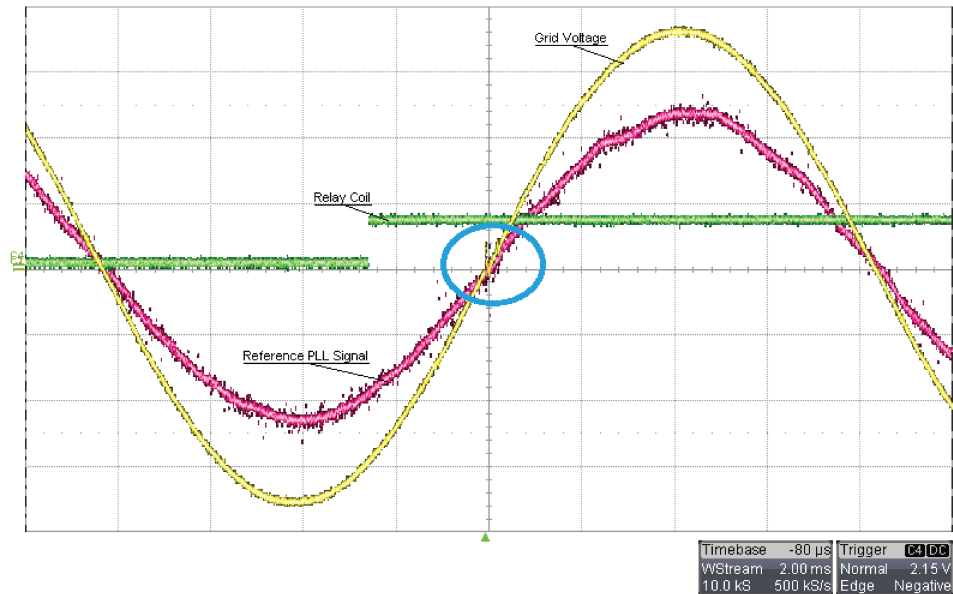 Grid Voltage
Relay Coil
C4
Reference PLL Signal
Timebase -80 µs
WStream 2.00 ms
10.0 kS 500 kS/s
Trigger C4 DC
Normal 2.15 V
Edge Negative